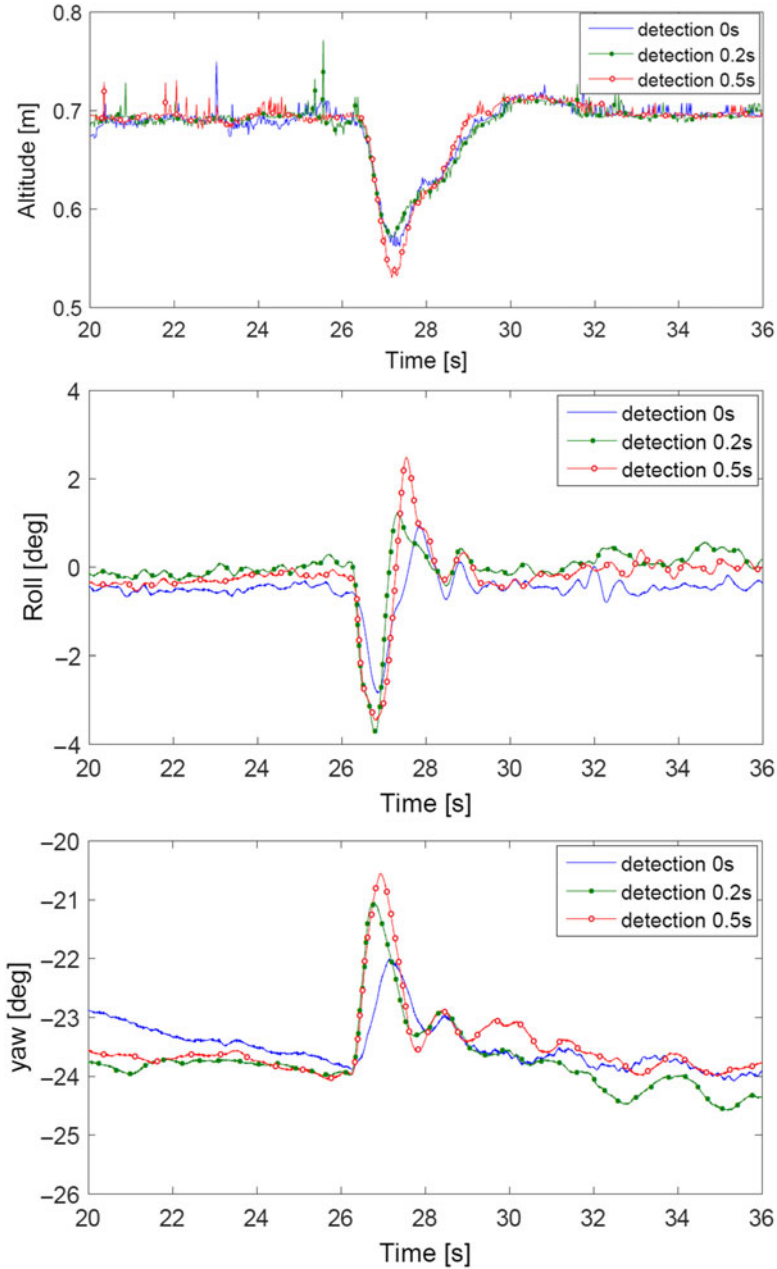 0.8
0.7
0.6
0.5
Altitude [m]
detection 0s
detection 0.2s
detection 0.5s
20 22 24 26 28 30 32 34 36
Time [s]
4
2
0
−2
−4
Roll [deg]
detection 0s
detection 0.2s
detection 0.5s
20 22 24 26 28 30 32 34 36
Time [s]
−20
−21
−22
−23
−24
−25
−26
yaw [deg]
detection 0s
detection 0.2s
detection 0.5s
20 22 24 26 28 30 32 34 36
Time [s]